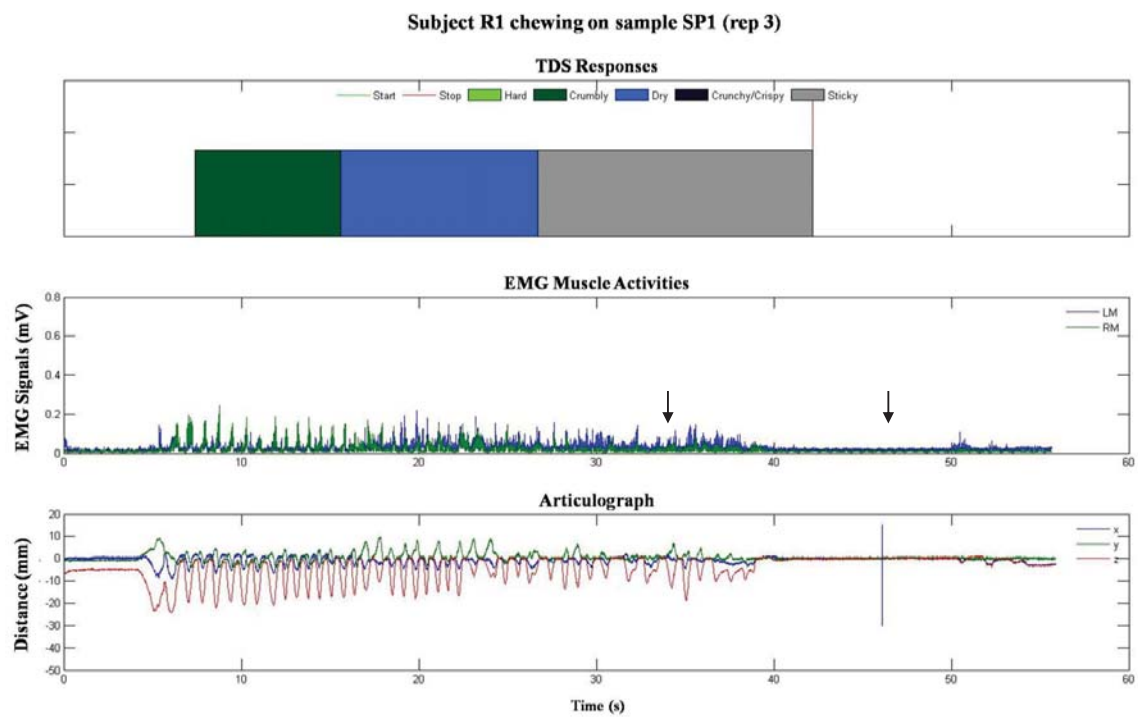 Subject R1 chewing on sample SP1 (rep 3)
TDS Responses
Start Stop Hard Crumbly Dry Crunchy/Crispy Sticky
EMG Muscle Activities
EMG Signals (mV)
0.8
0.6
0.4
0.2
0
LM
RM
0 10 20 30 40 50 60
Articulograph
Distance (mm)
20
10
0
-10
-20
-30
-40
-50
x
y
z
0 10 20 30 40 50 60
Time (s)